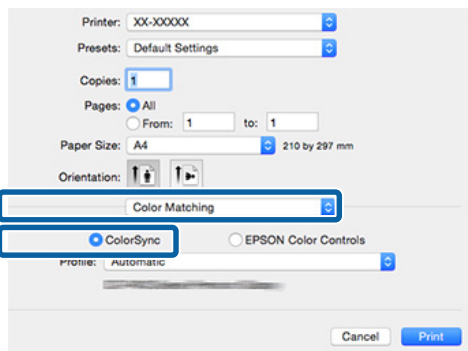 Printer: XX-XXXXX
Presets: Default Settings
Copies: 1
Pages: All
From: 1 to: 1
Paper Size: A4 210 by 297 mm
Orientation:
Color Matching
ColorSync EPSON Color Controls
Profile: Automatic
Cancel Print